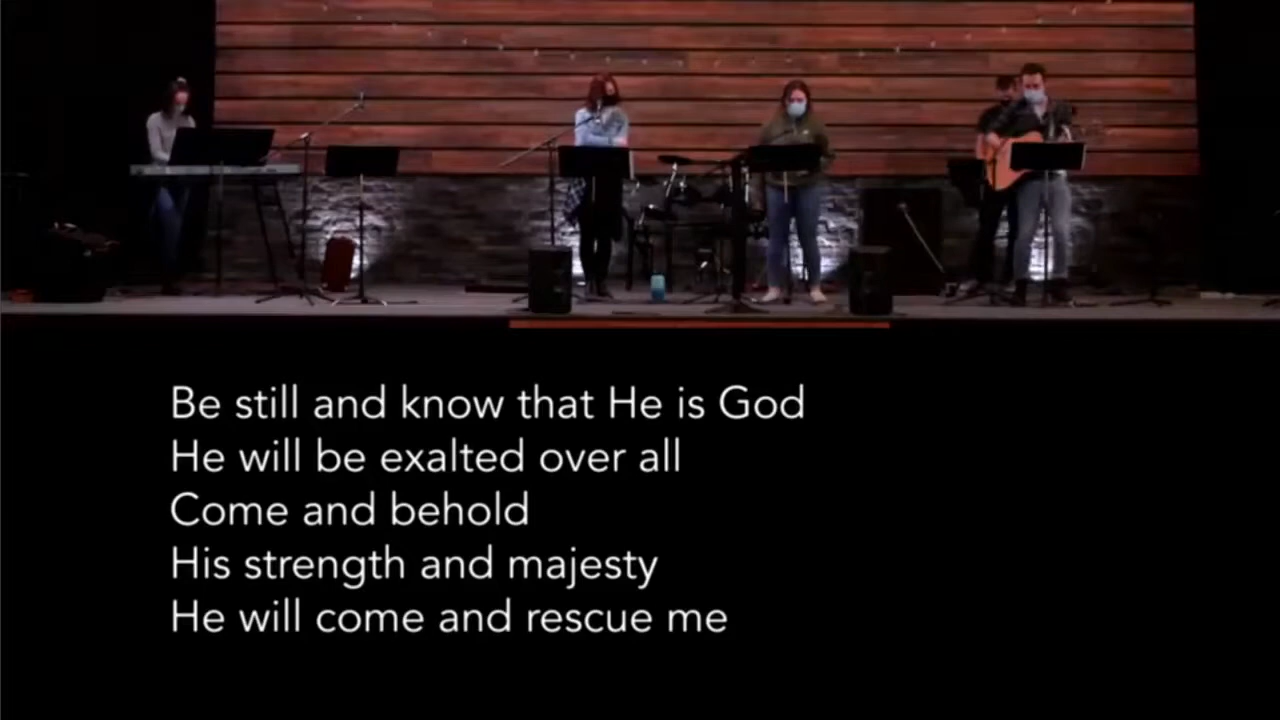 Be still and know that He is God
He will be exalted over all
Come and behold
His strength and majesty
He will come and rescue me